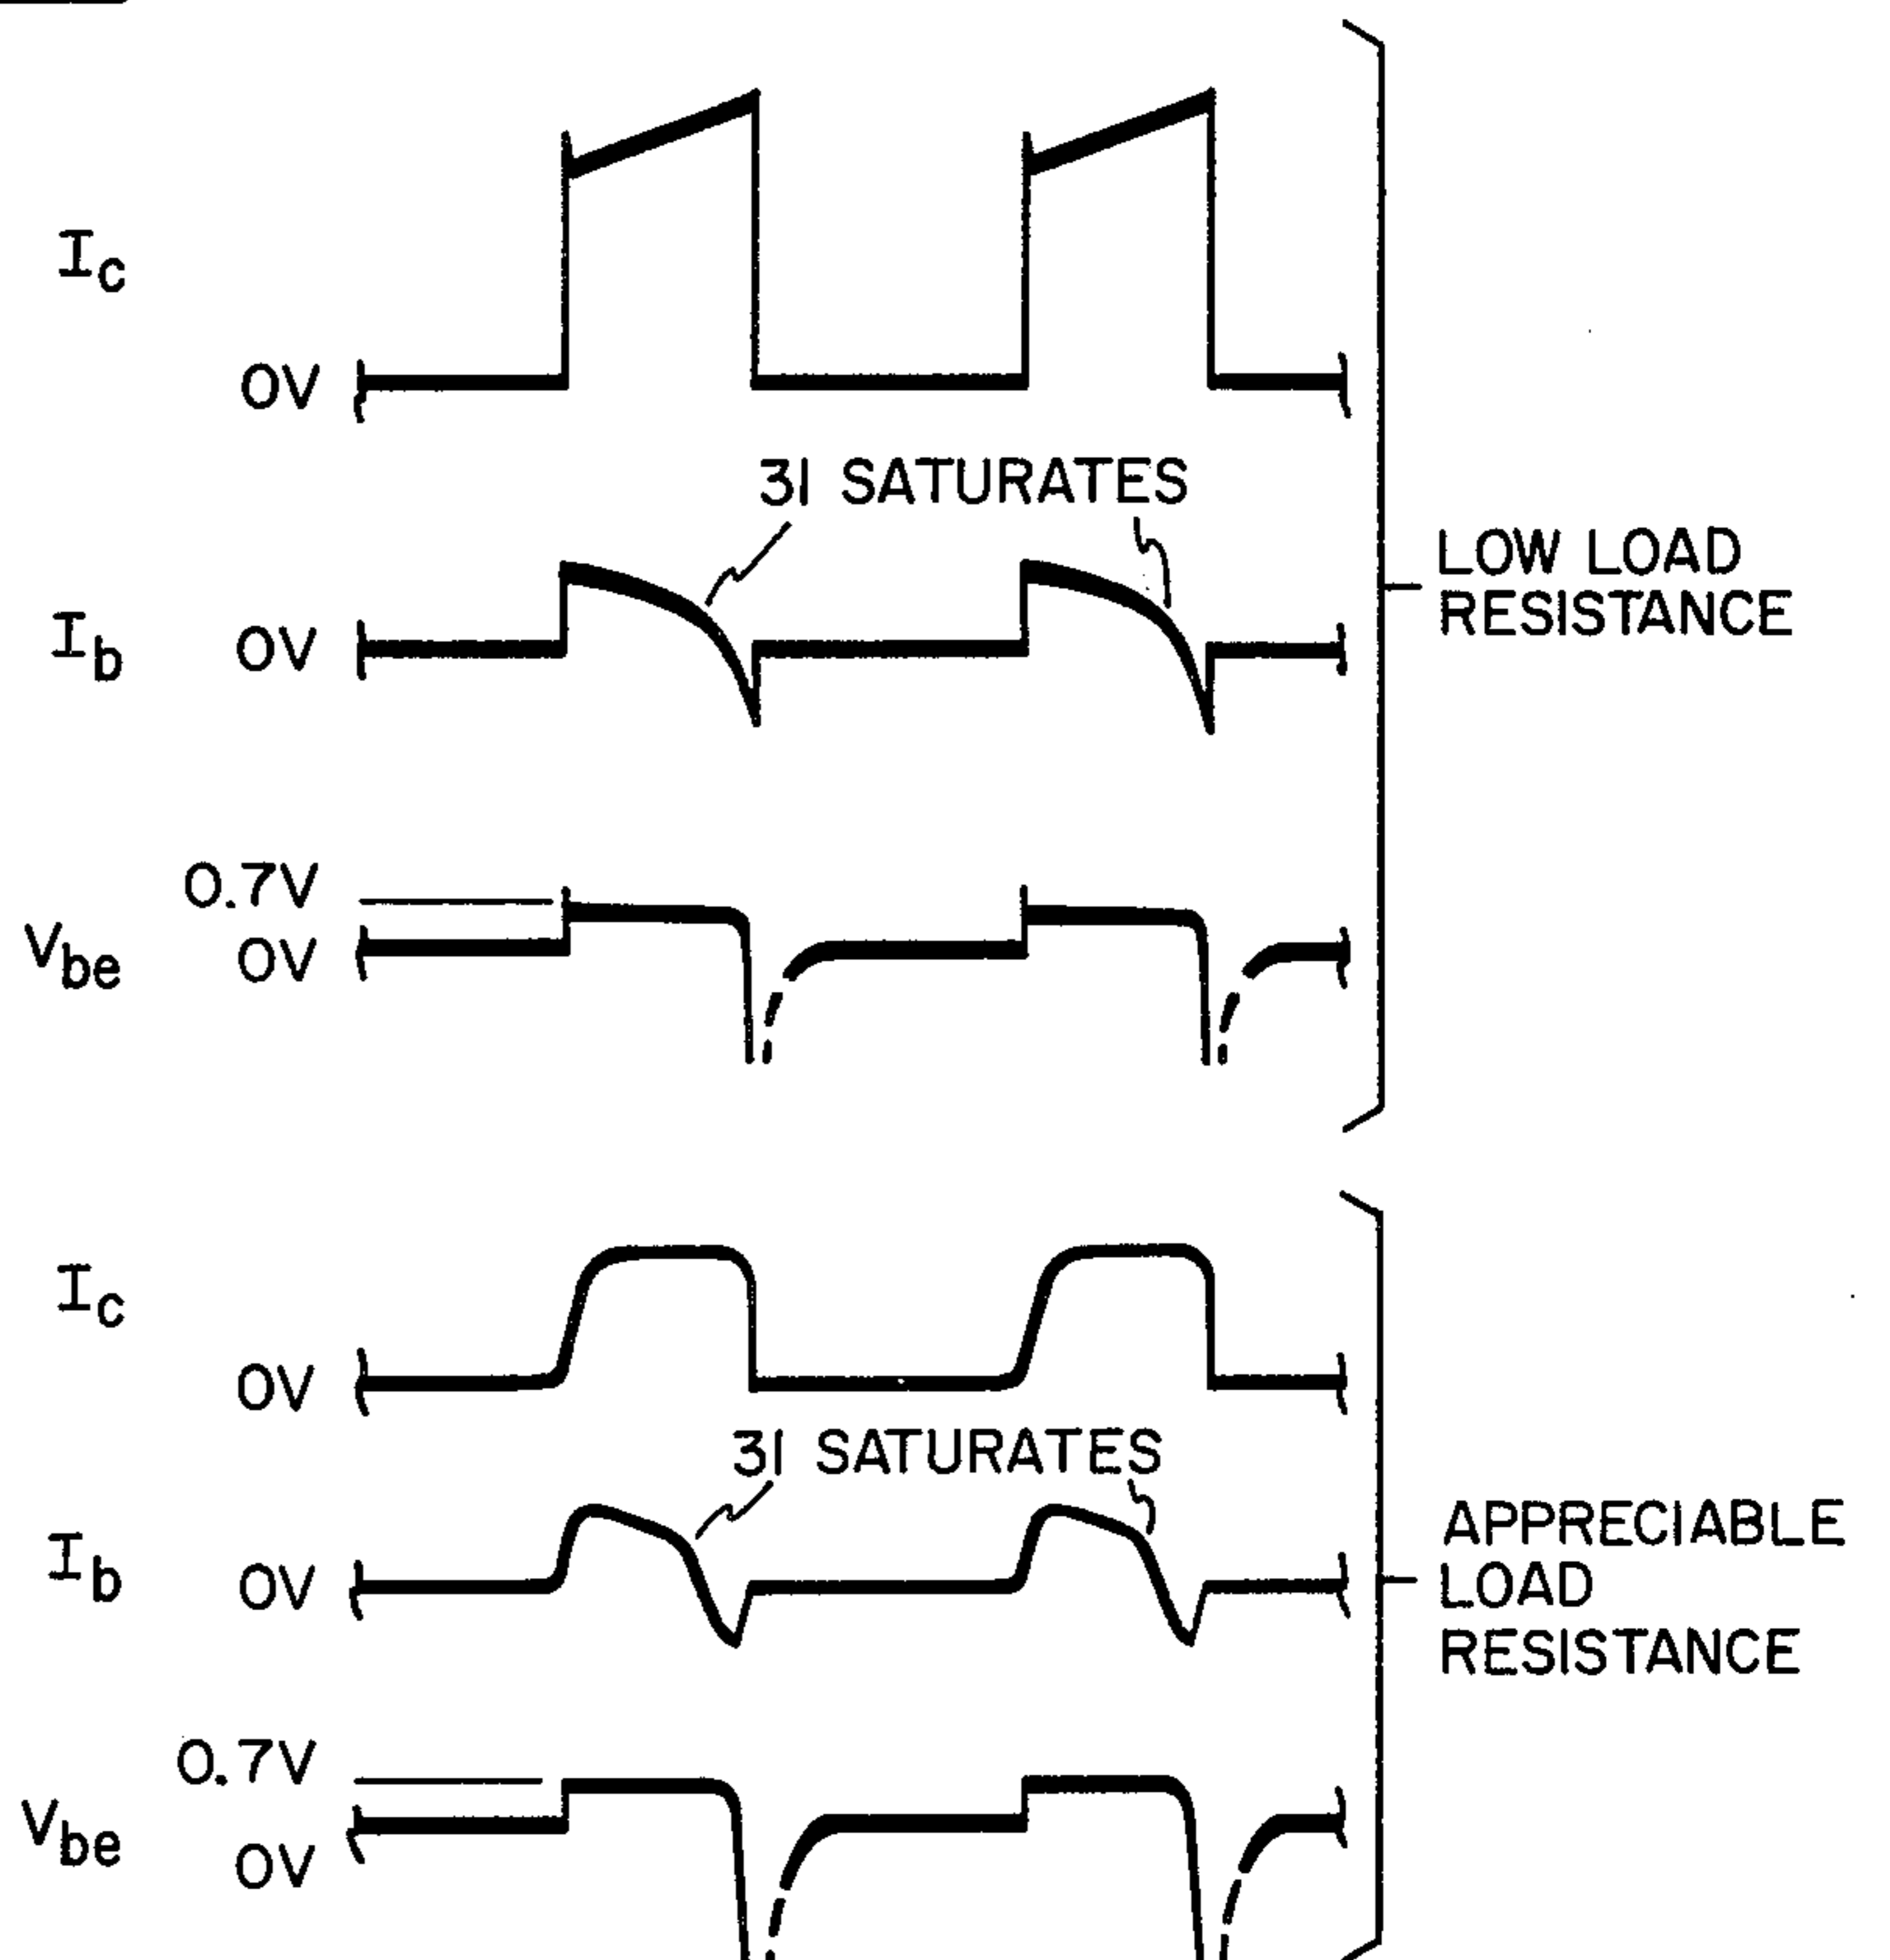 Ic
0V
31 SATURATES
LOW LOAD
RESISTANCE
Ib
0V
0.7V
Vbe
0V
Ic
0V
31 SATURATES
APPRECIABLE
LOAD
RESISTANCE
Ib
0V
0.7V
Vbe
0V